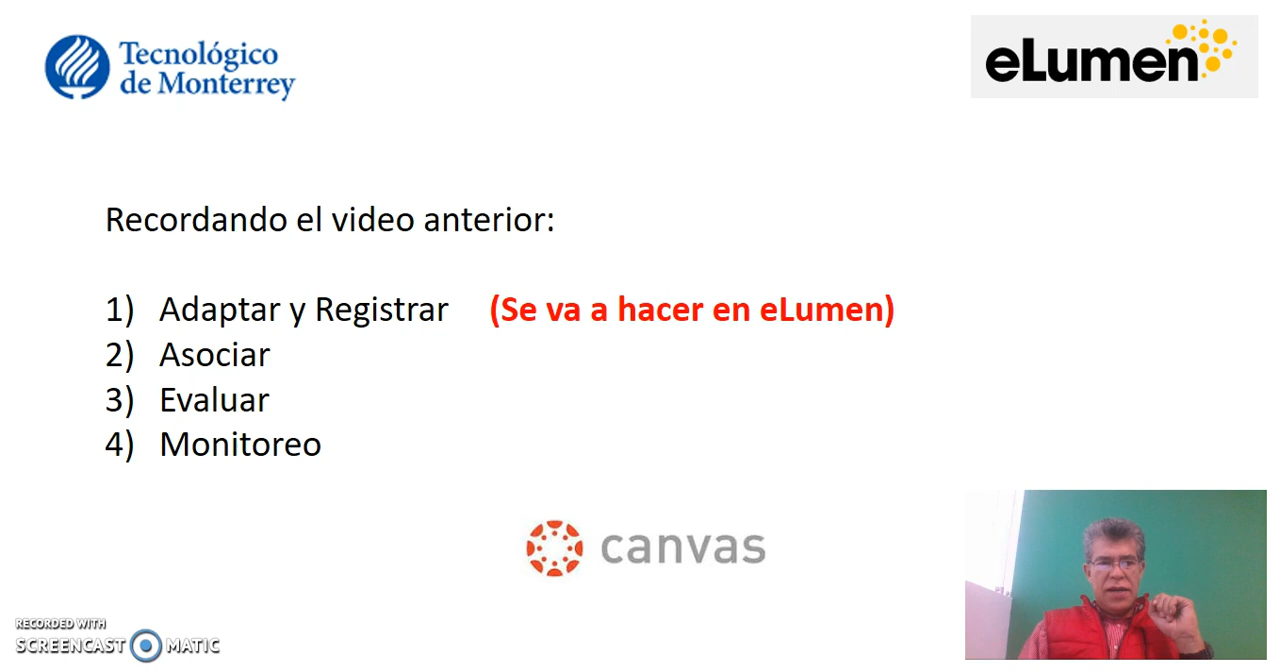 Tecnológico
de Monterrey
eLumen
Recordando el video anterior:
1) Adaptar y Registrar (Se va a hacer en eLumen)
2) Asociar
3) Evaluar
4) Monitoreo
canvas
RECORDED WITH
SCREENCAST MATIC